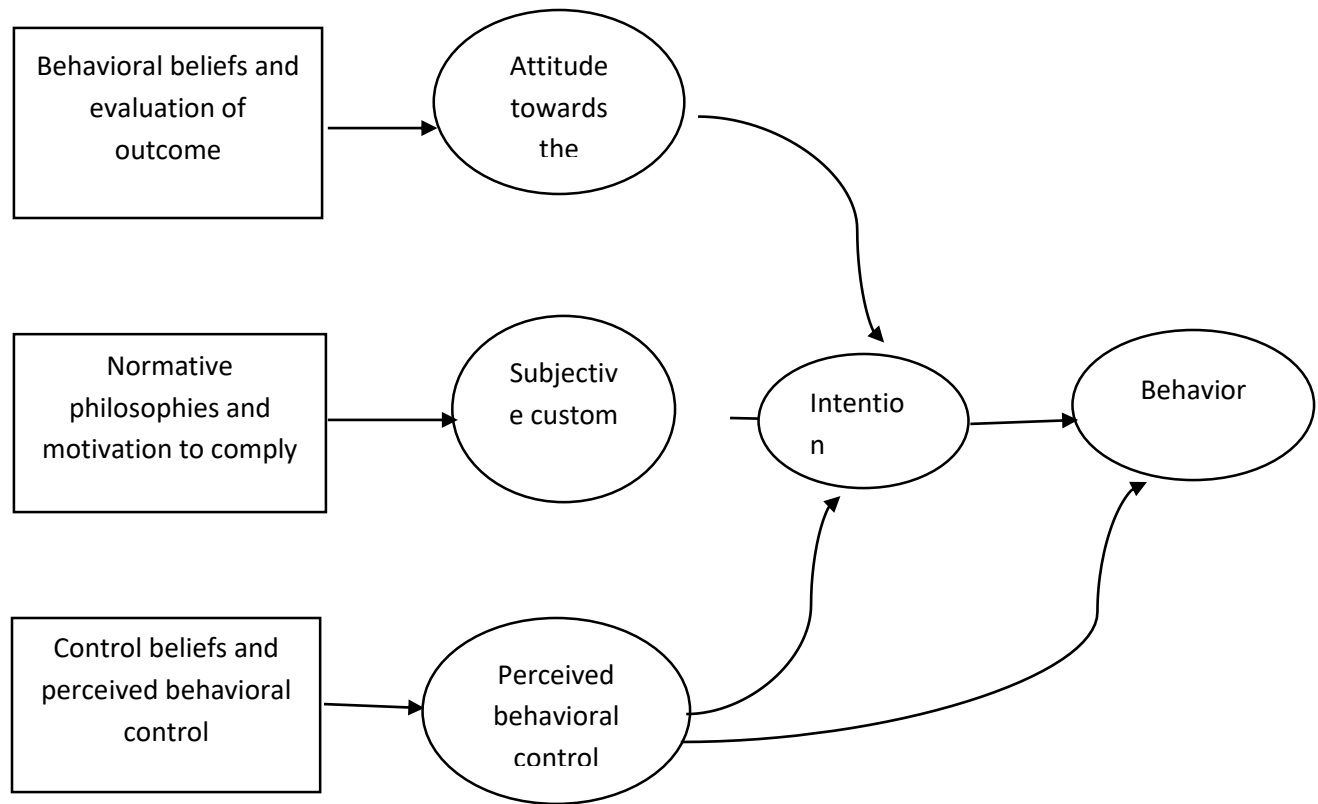 Behavioral beliefs and
evaluation of
outcome
Attitude
towards
the
Normative
philosophies and
motivation to comply
Subjectiv
e custom
Intentio
n
Behavior
Control beliefs and
perceived behavioral
control
Perceived
behavioral
control